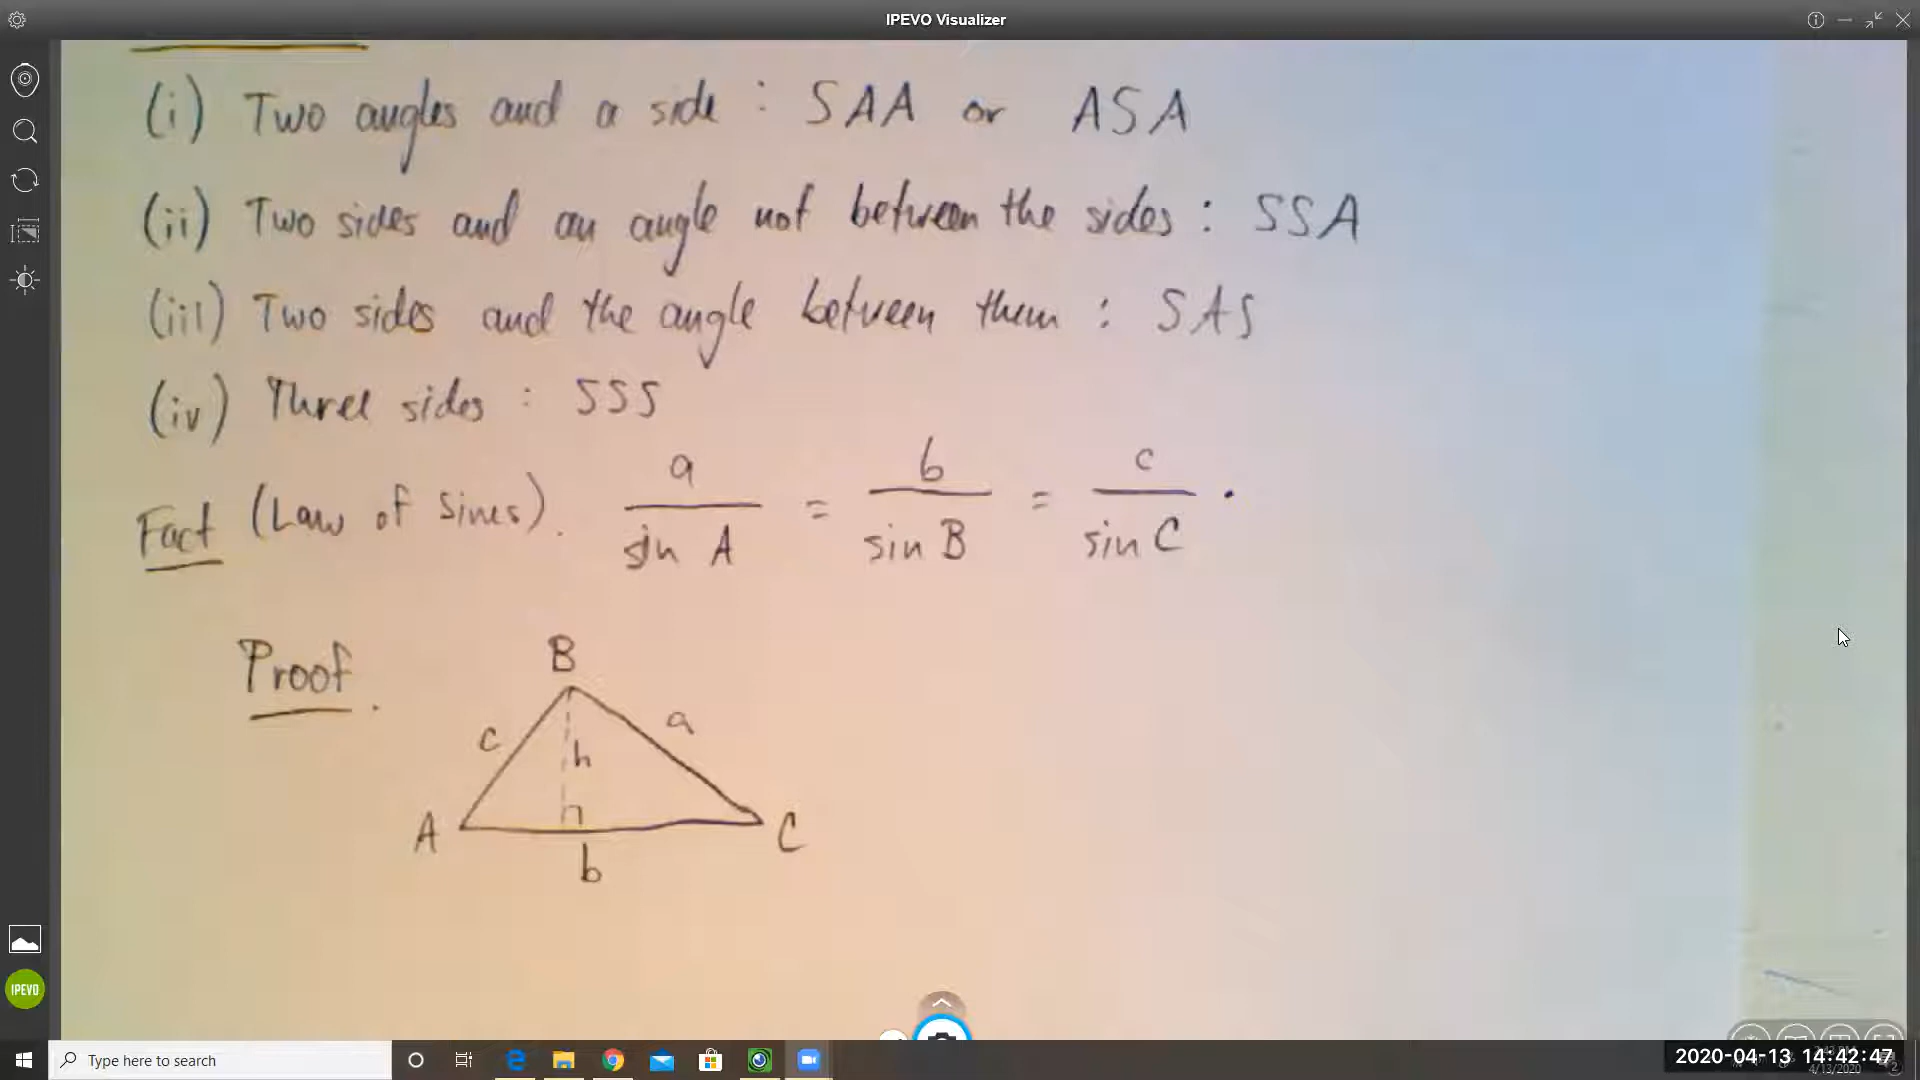 IPEVO Visualizer
(i) Two angles and a side : SAA or ASA
(ii) Two sides and an angle not between the sides : SSA
(iii) Two sides and the angle between them : SAS
(iv) Three sides : SSS
Fact (Law of Sines). a/sin A = b/sin B = c/sin C .
Proof.
B
c
a
h
A
C
b
IPEVO
Type here to search
2020-04-13 14:42:47
4/13/2020